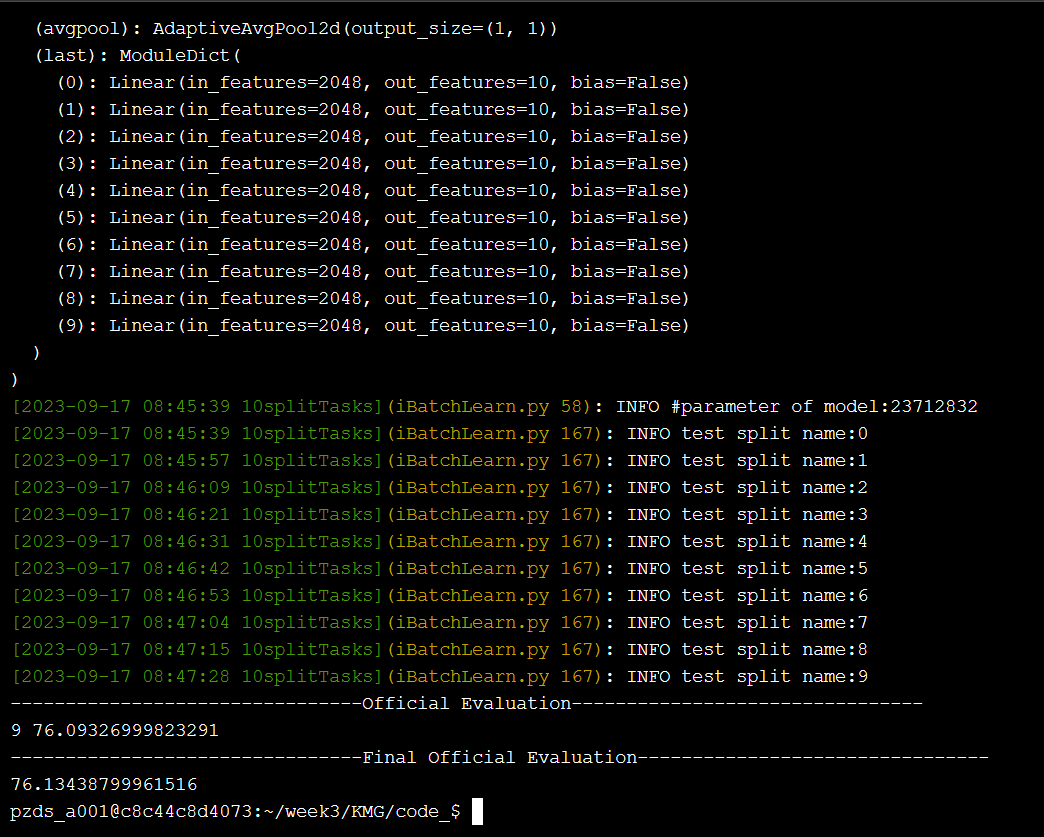 (avgpool): AdaptiveAvgPool2d(output_size=(1, 1))
(last): ModuleDict(
(0): Linear(in_features=2048, out_features=10, bias=False)
(1): Linear(in_features=2048, out_features=10, bias=False)
(2): Linear(in_features=2048, out_features=10, bias=False)
(3): Linear(in_features=2048, out_features=10, bias=False)
(4): Linear(in_features=2048, out_features=10, bias=False)
(5): Linear(in_features=2048, out_features=10, bias=False)
(6): Linear(in_features=2048, out_features=10, bias=False)
(7): Linear(in_features=2048, out_features=10, bias=False)
(8): Linear(in_features=2048, out_features=10, bias=False)
(9): Linear(in_features=2048, out_features=10, bias=False)
)
)
[2023-09-17 08:45:39 10splitTasks](iBatchLearn.py 58): INFO #parameter of model:23712832
[2023-09-17 08:45:39 10splitTasks](iBatchLearn.py 167): INFO test split name:0
[2023-09-17 08:45:57 10splitTasks](iBatchLearn.py 167): INFO test split name:1
[2023-09-17 08:46:09 10splitTasks](iBatchLearn.py 167): INFO test split name:2
[2023-09-17 08:46:21 10splitTasks](iBatchLearn.py 167): INFO test split name:3
[2023-09-17 08:46:31 10splitTasks](iBatchLearn.py 167): INFO test split name:4
[2023-09-17 08:46:42 10splitTasks](iBatchLearn.py 167): INFO test split name:5
[2023-09-17 08:46:53 10splitTasks](iBatchLearn.py 167): INFO test split name:6
[2023-09-17 08:47:04 10splitTasks](iBatchLearn.py 167): INFO test split name:7
[2023-09-17 08:47:15 10splitTasks](iBatchLearn.py 167): INFO test split name:8
[2023-09-17 08:47:28 10splitTasks](iBatchLearn.py 167): INFO test split name:9
--------------------------------Official Evaluation--------------------------------
9 76.09326999823291
--------------------------------Final Official Evaluation--------------------------------
76.13438799961516
pzds_a001@c8c44c8d4073:~/week3/KMG/code_$